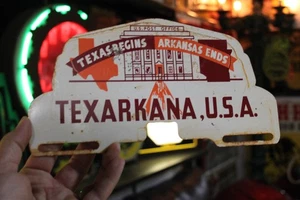 U.S. POST OFFICE
TEXAS BEGINS ARKANSAS ENDS
TEXARKANA, U.S.A.